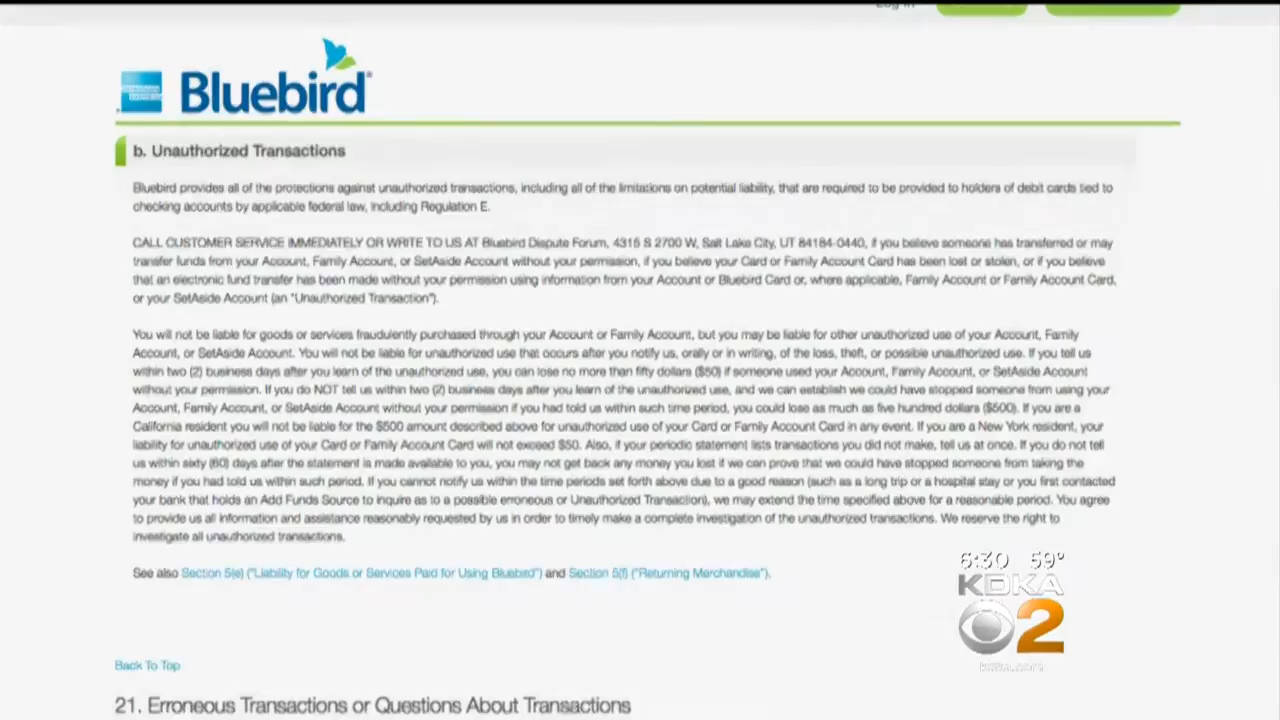 Log In
AMERICAN EXPRESS
Bluebird®
b. Unauthorized Transactions
Bluebird provides all of the protections against unauthorized transactions, including all of the limitations on potential liability, that are required to be provided to holders of debit cards tied to
checking accounts by applicable federal law, including Regulation E.
CALL CUSTOMER SERVICE IMMEDIATELY OR WRITE TO US AT Bluebird Dispute Forum, 4315 S 2700 W, Salt Lake City, UT 84184-0440, if you believe someone has transferred or may
transfer funds from your Account, Family Account, or SetAside Account without your permission, if you believe your Card or Family Account Card has been lost or stolen, or if you believe
that an electronic fund transfer has been made without your permission using information from your Account or Bluebird Card or, where applicable, Family Account or Family Account Card,
or your SetAside Account (an "Unauthorized Transaction").
You will not be liable for goods or services fraudulently purchased through your Account or Family Account, but you may be liable for other unauthorized use of your Account, Family
Account, or SetAside Account. You will not be liable for unauthorized use that occurs after you notify us, orally or in writing, of the loss, theft, or possible unauthorized use. If you tell us
within two (2) business days after you learn of the unauthorized use, you can lose no more than fifty dollars ($50) if someone used your Account, Family Account, or SetAside Account
without your permission. If you do NOT tell us within two (2) business days after you learn of the unauthorized use, and we can establish we could have stopped someone from using your
Account, Family Account, or SetAside Account without your permission if you had told us within such time period, you could lose as much as five hundred dollars ($500). If you are a
California resident you will not be liable for the $500 amount described above for unauthorized use of your Card or Family Account Card in any event. If you are a New York resident, your
liability for unauthorized use of your Card or Family Account Card will not exceed $50. Also, if your periodic statement lists transactions you did not make, tell us at once. If you do not tell
us within sixty (60) days after the statement is made available to you, you may not get back any money you lost if we can prove that we could have stopped someone from taking the
money if you had told us within such period. If you cannot notify us within the time periods set forth above due to a good reason (such as a long trip or a hospital stay or you first contacted
your bank that holds an Add Funds Source to inquire as to a possible erroneous or Unauthorized Transaction), we may extend the time specified above for a reasonable period. You agree
to provide us all information and assistance reasonably requested by us in order to timely make a complete investigation of the unauthorized transactions. We reserve the right to
investigate all unauthorized transactions.
See also Section 5(e) ("Liability for Goods or Services Paid for Using Bluebird") and Section 5(f) ("Returning Merchandise").
6:30 59°
KDKA
2
kdka.com
Back To Top
21. Erroneous Transactions or Questions About Transactions